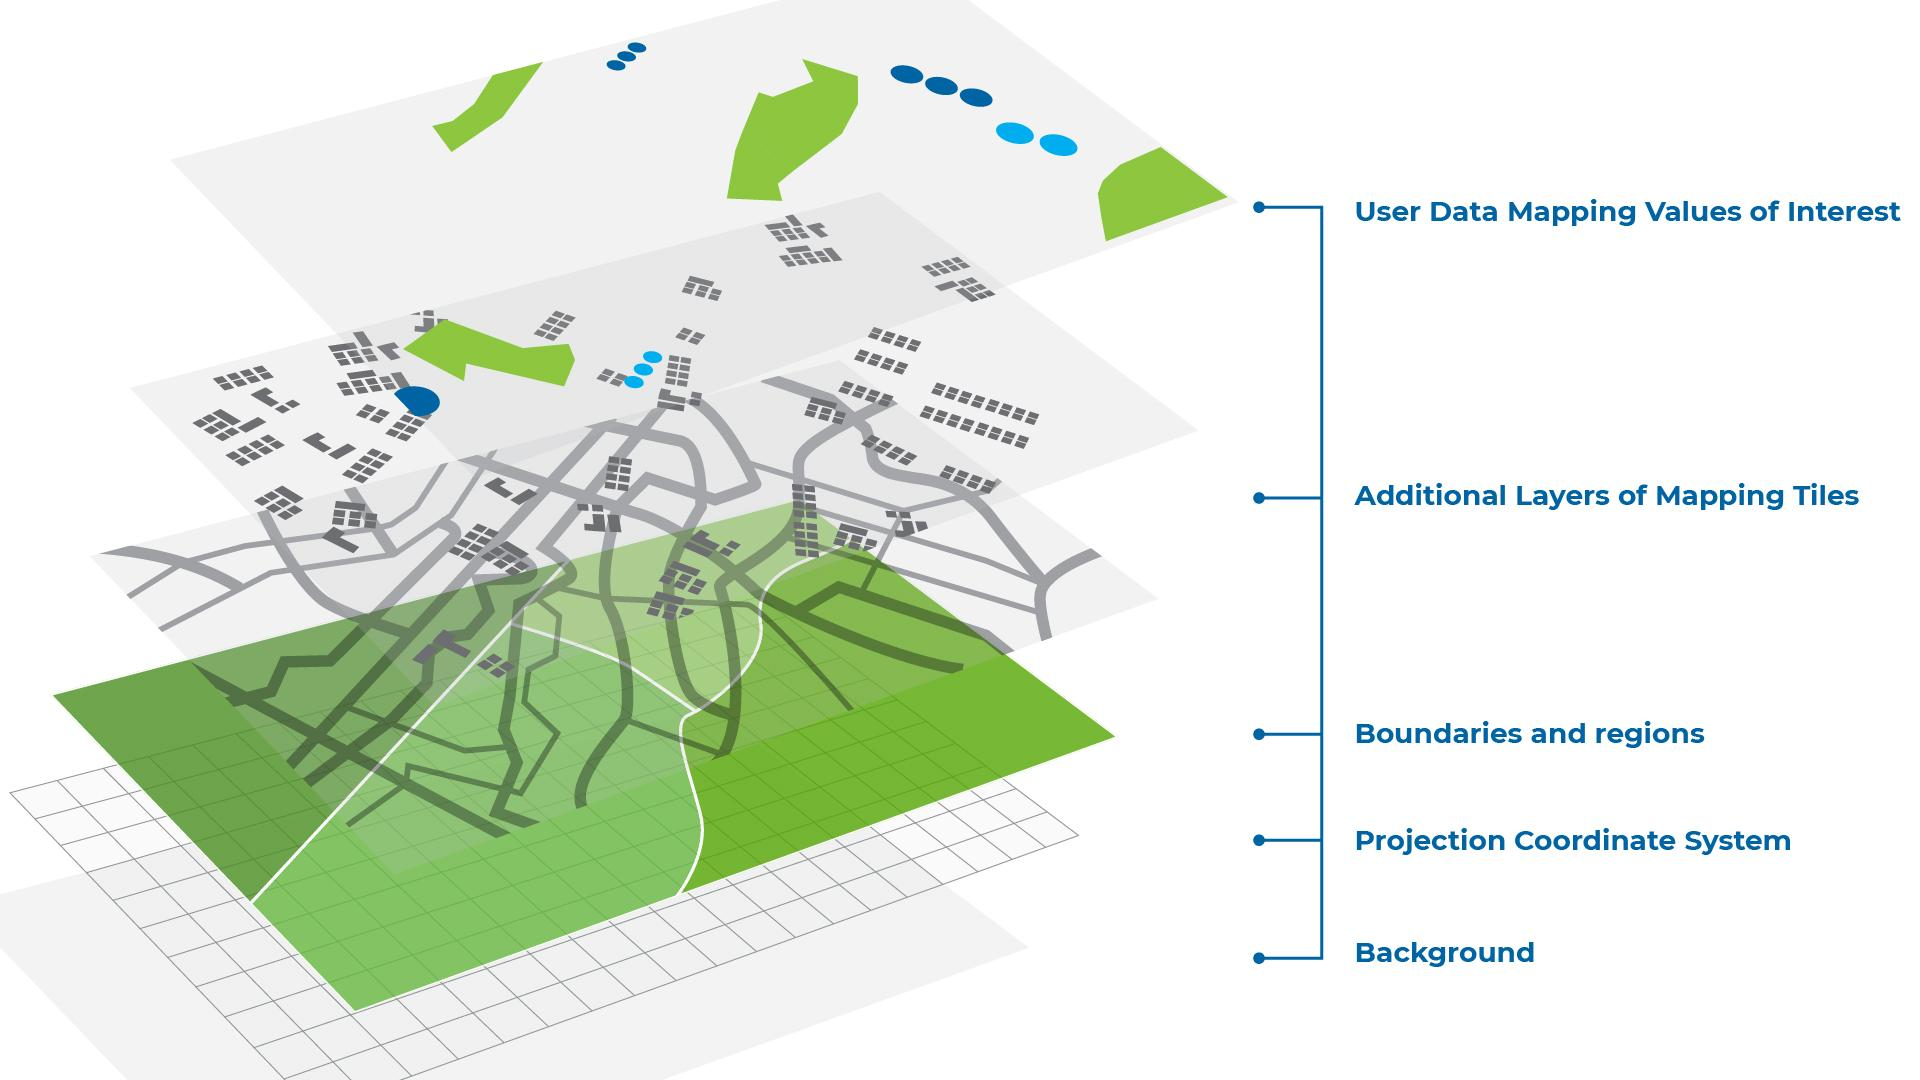 User Data Mapping Values of Interest
Additional Layers of Mapping Tiles
Boundaries and regions
Projection Coordinate System
Background